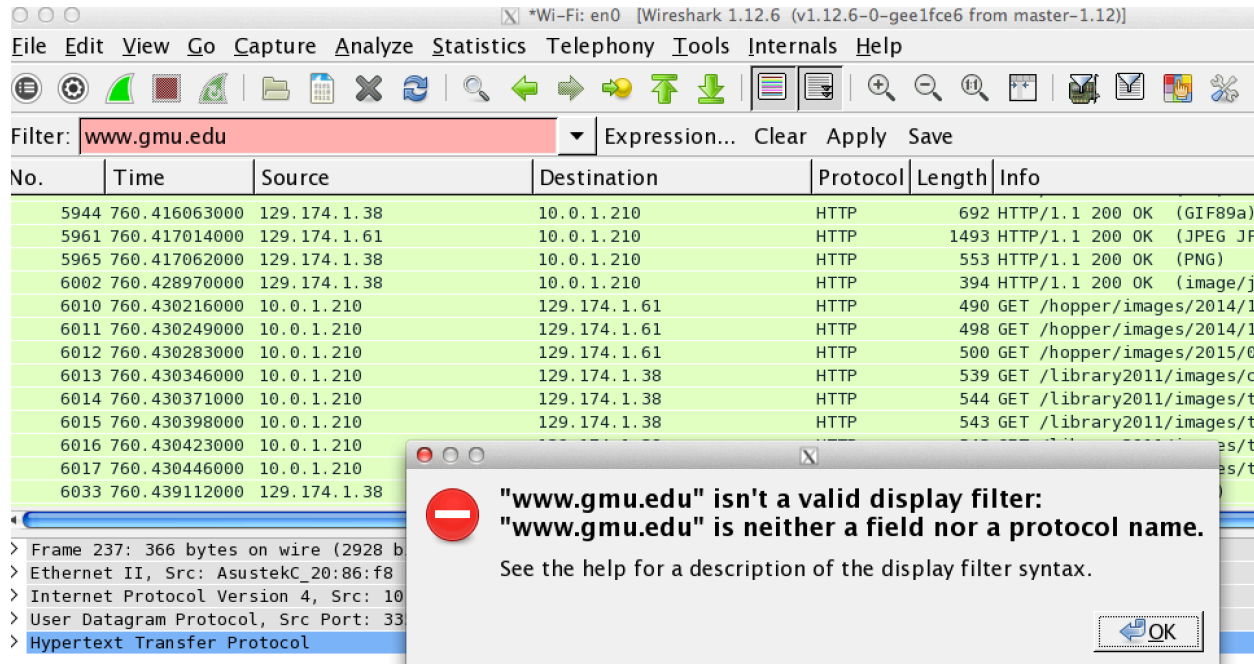 *Wi-Fi: en0 [Wireshark 1.12.6 (v1.12.6-0-gee1fce6 from master-1.12)]
File Edit View Go Capture Analyze Statistics Telephony Tools Internals Help
Filter: www.gmu.edu Expression... Clear Apply Save
No. Time Source Destination Protocol Length Info
5944 760.416063000 129.174.1.38 10.0.1.210 HTTP 692 HTTP/1.1 200 OK (GIF89a)
5961 760.417014000 129.174.1.61 10.0.1.210 HTTP 1493 HTTP/1.1 200 OK (JPEG JF
5965 760.417062000 129.174.1.38 10.0.1.210 HTTP 553 HTTP/1.1 200 OK (PNG)
6002 760.428970000 129.174.1.38 10.0.1.210 HTTP 394 HTTP/1.1 200 OK (image/j
6010 760.430216000 10.0.1.210 129.174.1.61 HTTP 490 GET /hopper/images/2014/1
6011 760.430249000 10.0.1.210 129.174.1.61 HTTP 498 GET /hopper/images/2014/1
6012 760.430283000 10.0.1.210 129.174.1.61 HTTP 500 GET /hopper/images/2015/0
6013 760.430346000 10.0.1.210 129.174.1.38 HTTP 539 GET /library2011/images/c
6014 760.430371000 10.0.1.210 129.174.1.38 HTTP 544 GET /library2011/images/t
6015 760.430398000 10.0.1.210 129.174.1.38 HTTP 543 GET /library2011/images/t
6016 760.430423000 10.0.1.210 es/t
6017 760.430446000 10.0.1.210 es/t
6033 760.439112000 129.174.1.38 )
"www.gmu.edu" isn't a valid display filter:
"www.gmu.edu" is neither a field nor a protocol name.
See the help for a description of the display filter syntax.
OK
Frame 237: 366 bytes on wire (2928 b
Ethernet II, Src: AsustekC_20:86:f8
Internet Protocol Version 4, Src: 10
User Datagram Protocol, Src Port: 33
Hypertext Transfer Protocol